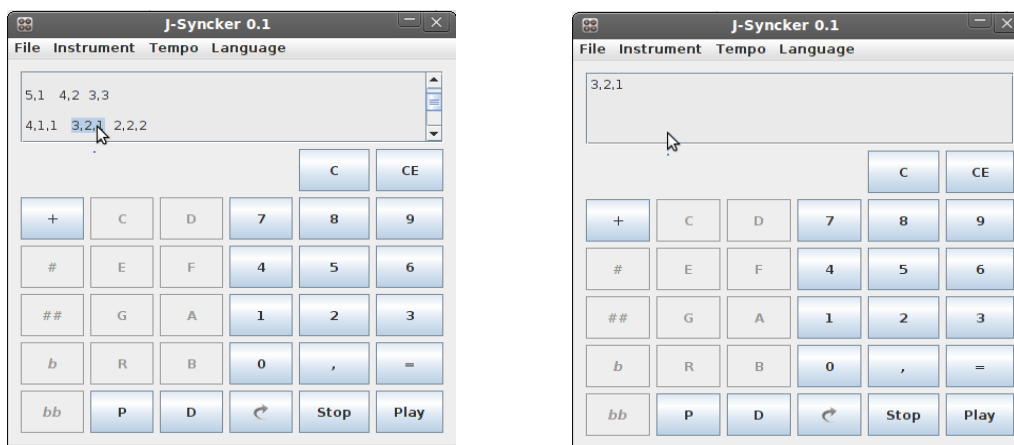 J-Syncker 0.1
File Instrument Tempo Language
5,1 4,2 3,3
4,1,1 3,2,1 2,2,2
C CE
+ C D 7 8 9
# E F 4 5 6
## G A 1 2 3
b R B 0 , =
bb P D Stop Play
J-Syncker 0.1
File Instrument Tempo Language
3,2,1
C CE
+ C D 7 8 9
# E F 4 5 6
## G A 1 2 3
b R B 0 , =
bb P D Stop Play